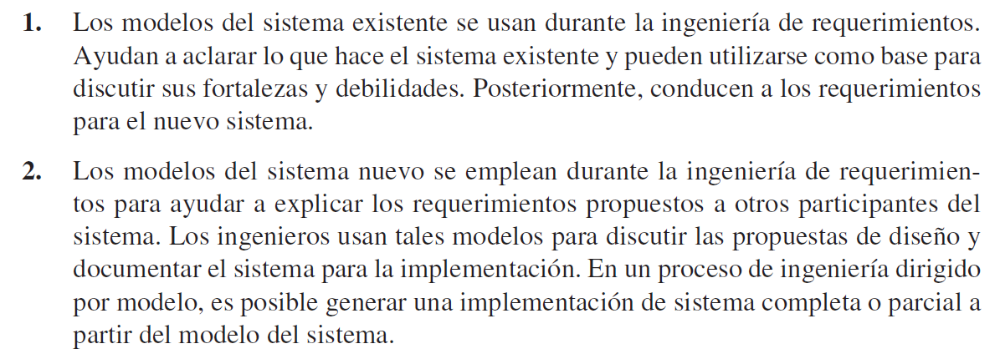 1. Los modelos del sistema existente se usan durante la ingeniería de requerimientos.
Ayudan a aclarar lo que hace el sistema existente y pueden utilizarse como base para
discutir sus fortalezas y debilidades. Posteriormente, conducen a los requerimientos
para el nuevo sistema.
2. Los modelos del sistema nuevo se emplean durante la ingeniería de requerimien-
tos para ayudar a explicar los requerimientos propuestos a otros participantes del
sistema. Los ingenieros usan tales modelos para discutir las propuestas de diseño y
documentar el sistema para la implementación. En un proceso de ingeniería dirigido
por modelo, es posible generar una implementación de sistema completa o parcial a
partir del modelo del sistema.